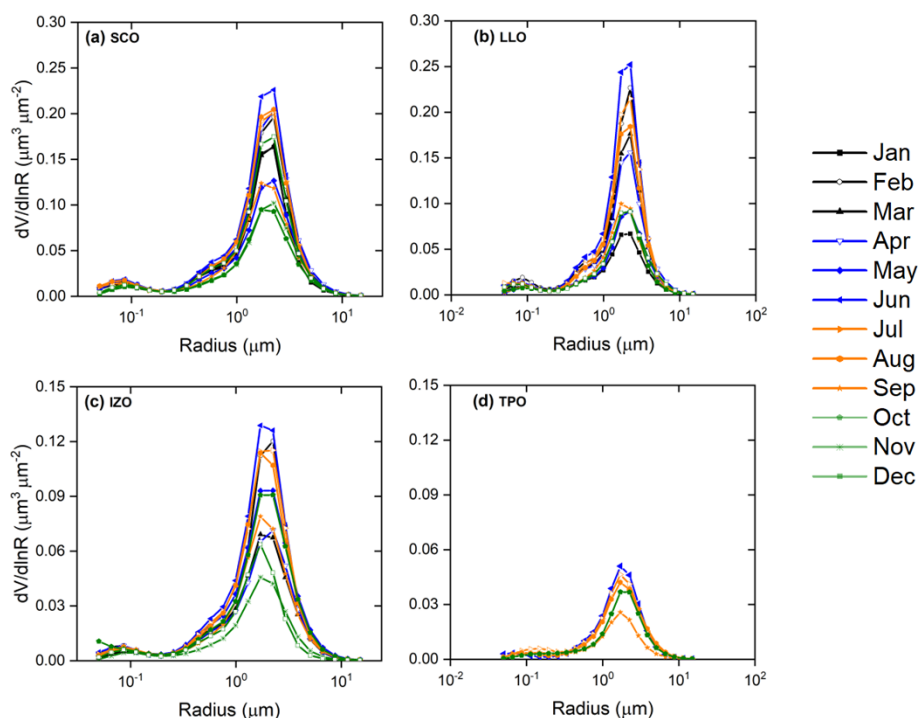 (a) SCO
0.30
0.25
0.20
0.15
0.10
0.05
0.00
dV/dlnR (μm³ μm⁻²)
10⁻¹ 10⁰ 10¹
Radius (μm)
(b) LLO
0.30
0.25
0.20
0.15
0.10
0.05
0.00
10⁻² 10⁻¹ 10⁰ 10¹ 10²
Radius (μm)
(c) IZO
0.15
0.12
0.09
0.06
0.03
0.00
dV/dlnR (μm³ μm⁻²)
10⁻¹ 10⁰ 10¹
Radius (μm)
(d) TPO
0.15
0.12
0.09
0.06
0.03
0.00
10⁻² 10⁻¹ 10⁰ 10¹ 10²
Radius (μm)
Jan
Feb
Mar
Apr
May
Jun
Jul
Aug
Sep
Oct
Nov
Dec